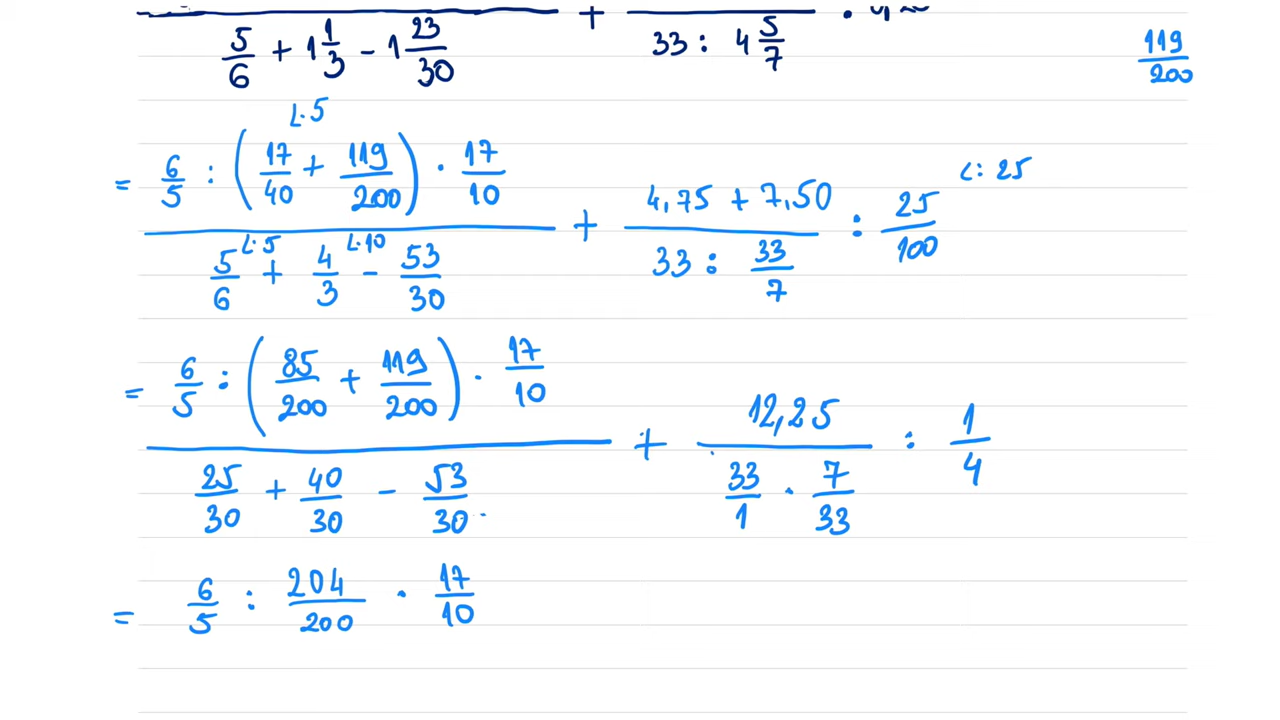 5/6 + 1 1/3 - 1 23/30 + 33 : 4 5/7 ·
119/200
L·5
= 6/5 : (17/40 + 119/200) · 17/10 + 4,75 + 7,50 : 25/100 L: 25
L·5 L·10
5/6 + 4/3 - 53/30 33 : 33/7
= 6/5 : (85/200 + 119/200) · 17/10 + 12,25 : 1/4
25/30 + 40/30 - 53/30 33/1 · 7/33
= 6/5 : 204/200 · 17/10